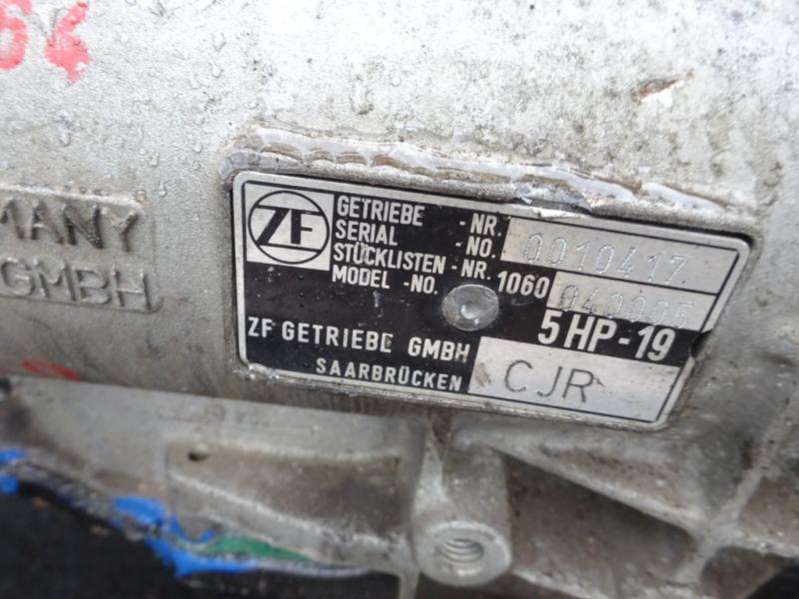 MANY
GMBH
ZF
GETRIEBE -NR.
SERIAL -NO. 0010417
STÜCKLISTEN -NR. 1060
MODEL -NO.
5 HP-19
ZF GETRIEBE GMBH
SAARBRÜCKEN
CJR